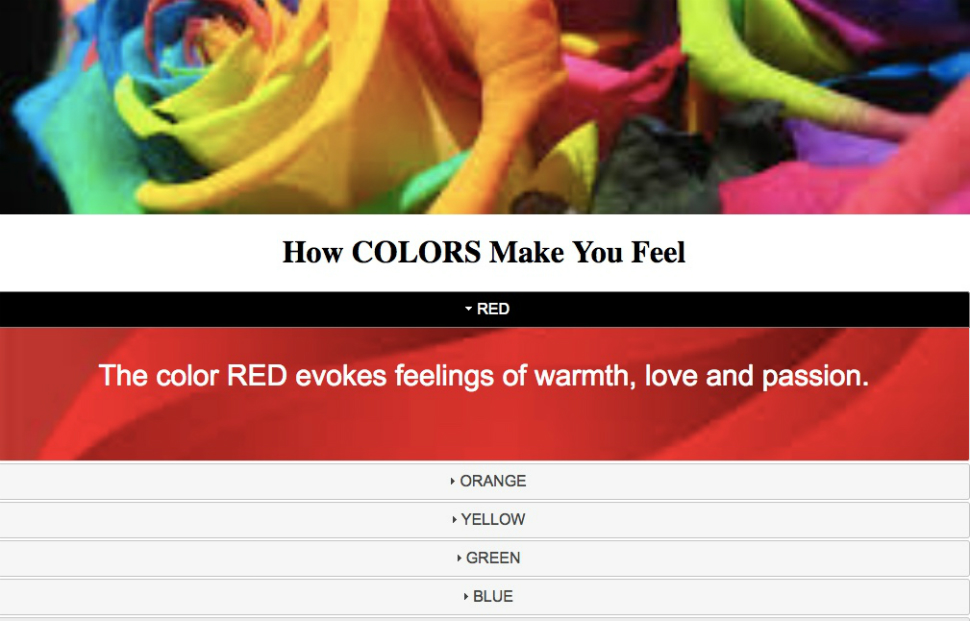 How COLORS Make You Feel
RED
The color RED evokes feelings of warmth, love and passion.
ORANGE
YELLOW
GREEN
BLUE